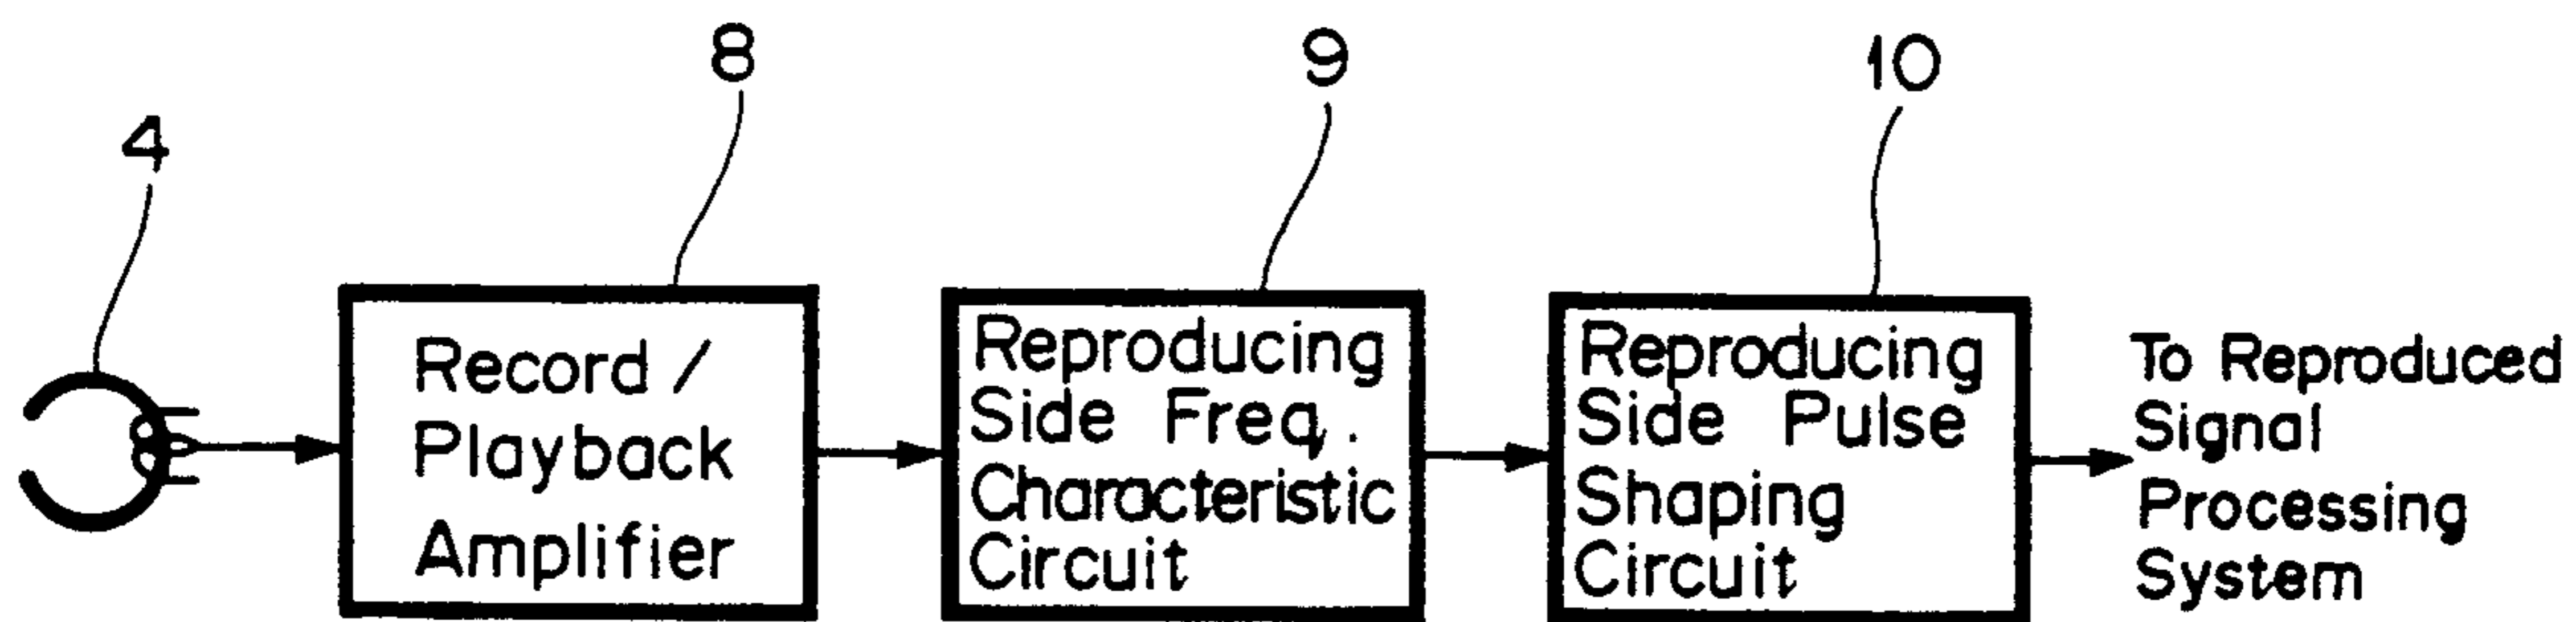 4
8
9
10
Record /
Playback
Amplifier
Reproducing
Side Freq.
Characteristic
Circuit
Reproducing
Side Pulse
Shaping
Circuit
To Reproduced
Signal
Processing
System